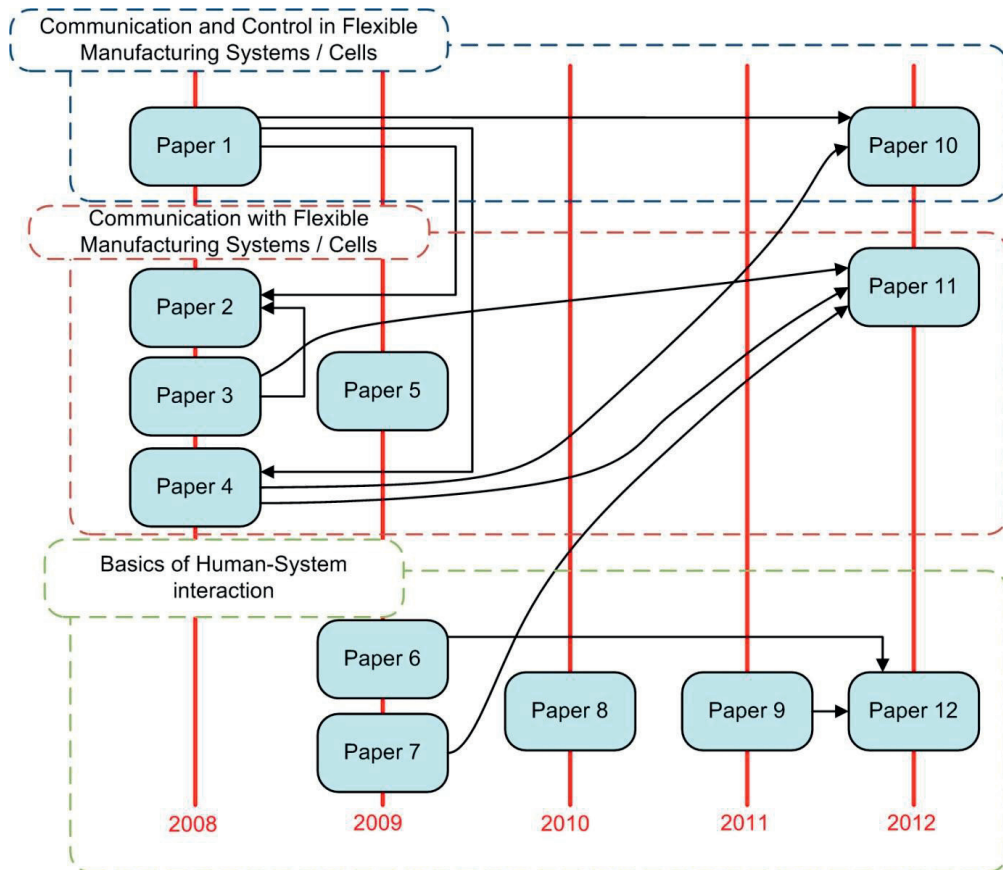 Communication and Control in Flexible
Manufacturing Systems / Cells
Paper 1
Paper 10
Communication with Flexible
Manufacturing Systems / Cells
Paper 2
Paper 11
Paper 3
Paper 5
Paper 4
Basics of Human-System
interaction
Paper 6
Paper 7
Paper 8
Paper 9
Paper 12
2008
2009
2010
2011
2012